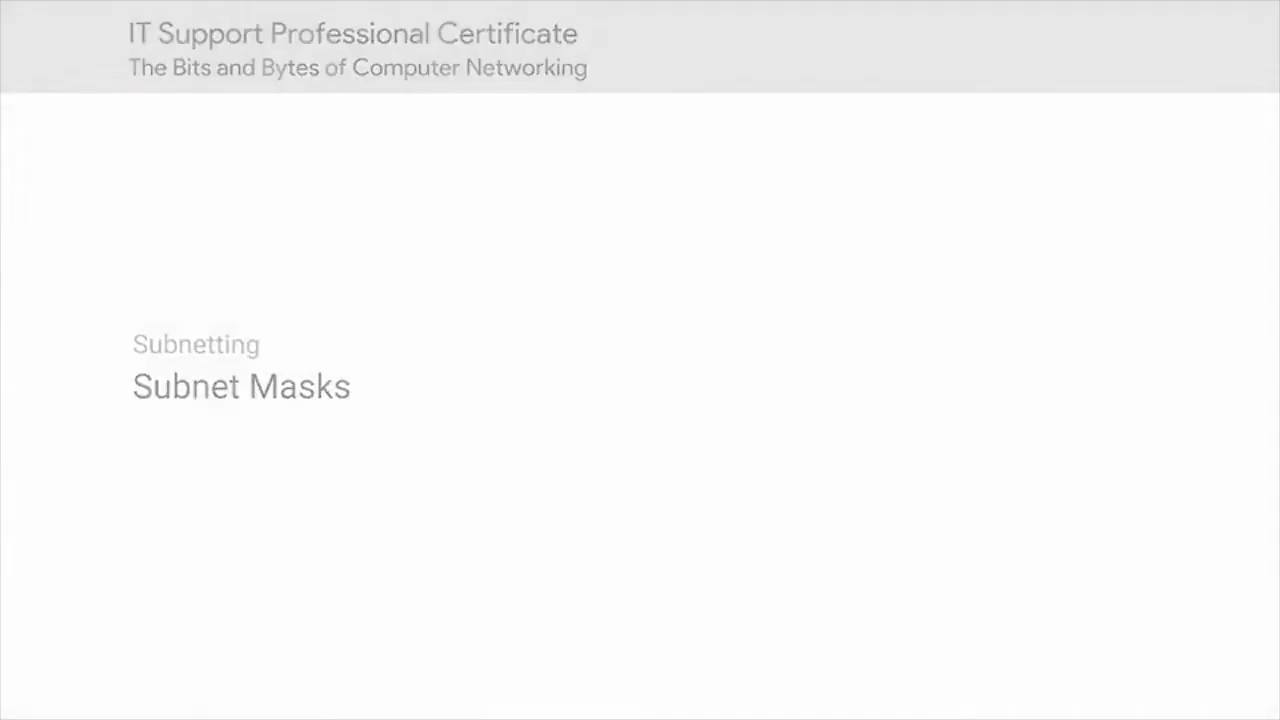 IT Support Professional Certificate
The Bits and Bytes of Computer Networking
Subnetting
Subnet Masks